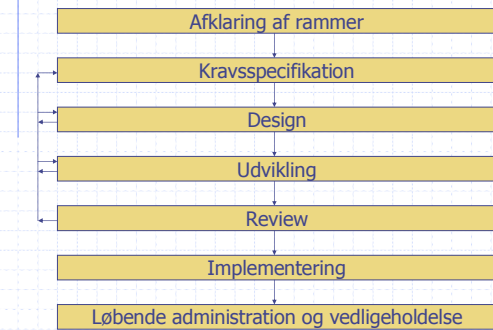 Afklaring af rammer
Kravsspecifikation
Design
Udvikling
Review
Implementering
Løbende administration og vedligeholdelse